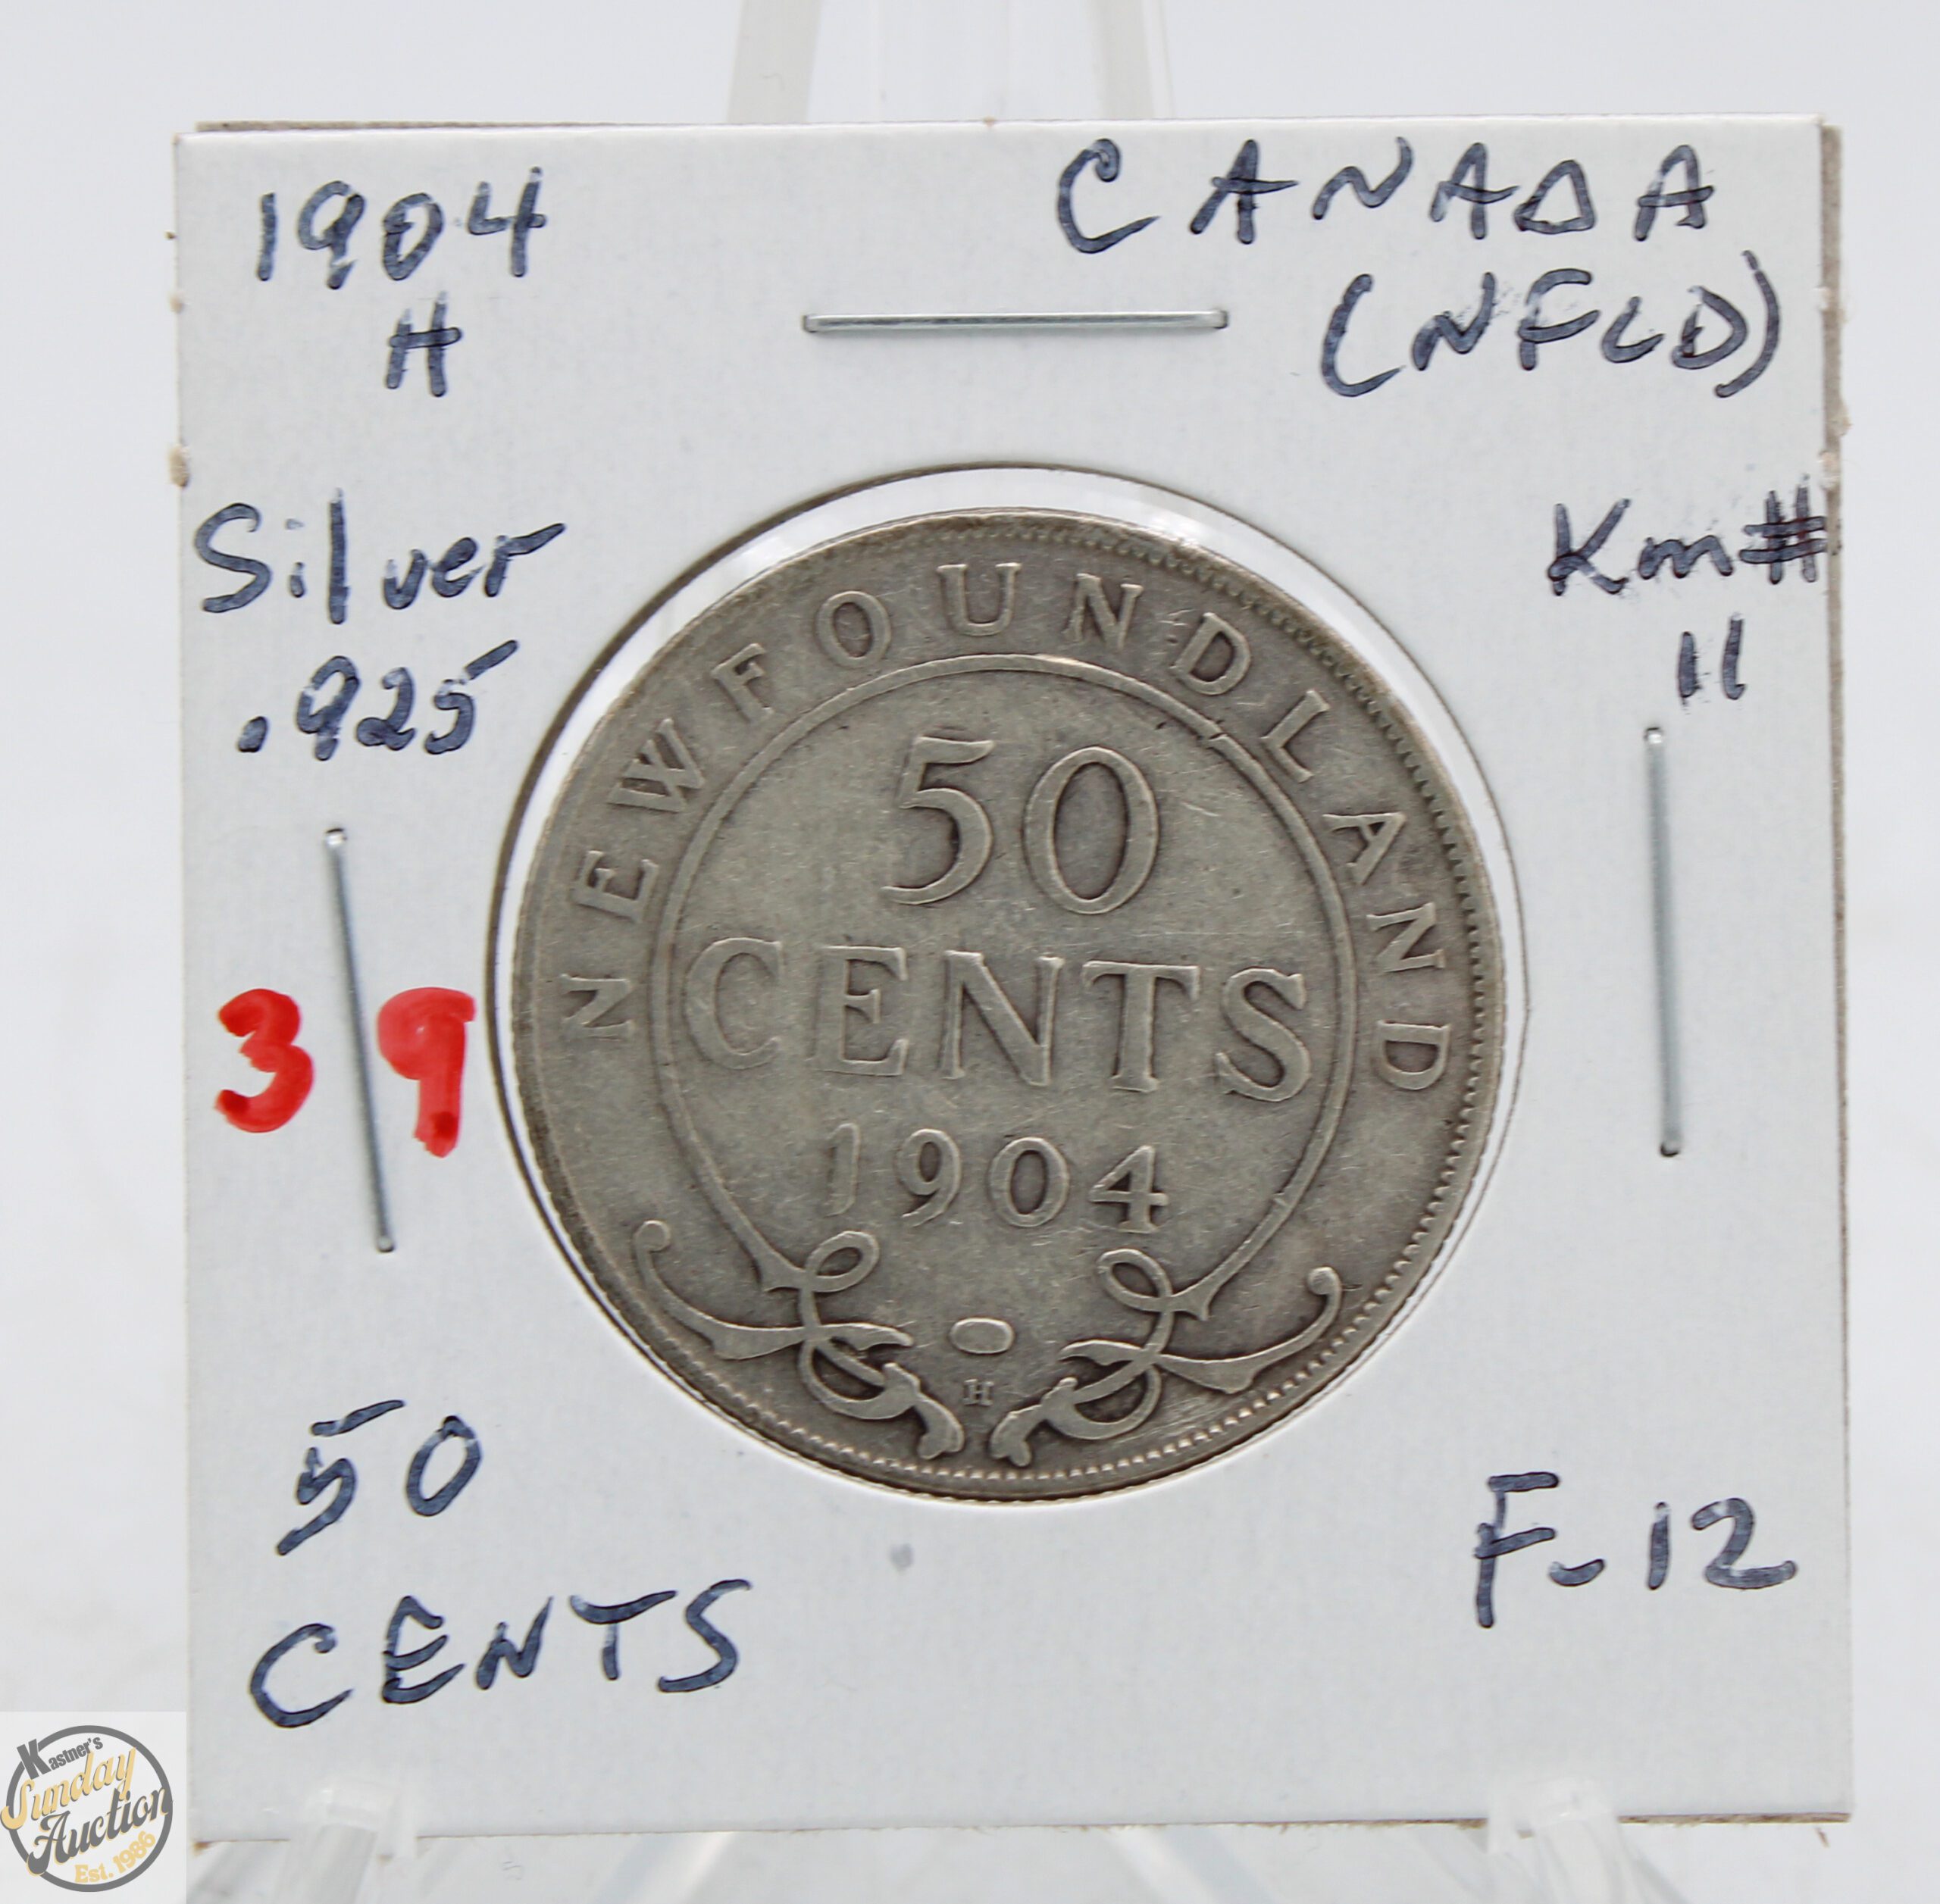 1904
H
CANADA
(NFLD)
Silver
.925
Km#
11
39
NEWFOUNDLAND
50
CENTS
1904
H
50
CENTS
F-12
Kastner's
Sunday
Auction
Est. 1986